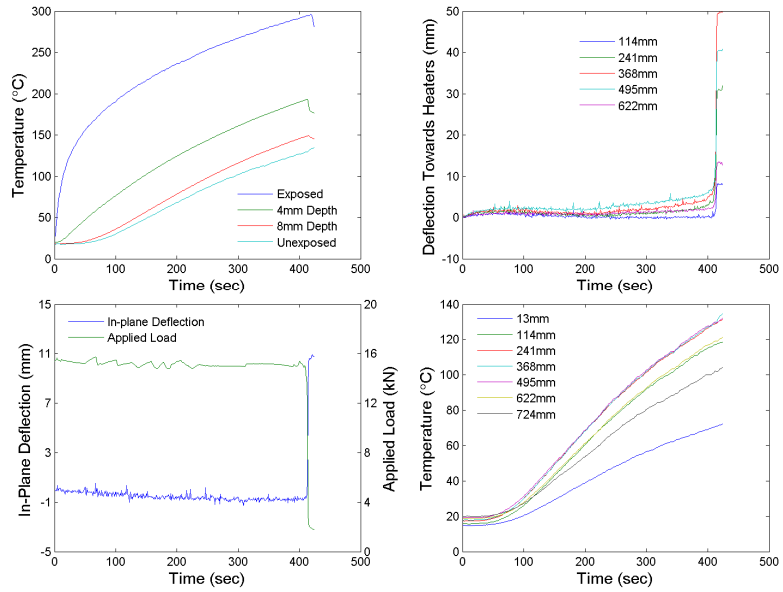 300
250
200
150
100
50
0
Temperature (°C)
Exposed
4mm Depth
8mm Depth
Unexposed
0 100 200 300 400 500
Time (sec)
50
40
30
20
10
0
-10
Deflection Towards Heaters (mm)
114mm
241mm
368mm
495mm
622mm
0 100 200 300 400 500
Time (sec)
15
11
7
3
-1
-5
In-Plane Deflection (mm)
In-plane Deflection
Applied Load
20
16
12
8
4
0
Applied Load (kN)
0 100 200 300 400 500
Time (sec)
140
120
100
80
60
40
20
0
Temperature (°C)
13mm
114mm
241mm
368mm
495mm
622mm
724mm
0 100 200 300 400 500
Time (sec)